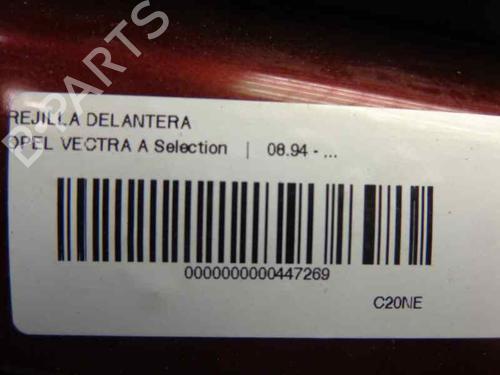 REJILLA DELANTERA
OPEL VECTRA A Selection | 08.94 - ...
0000000000447269
C20NE
B-PARTS